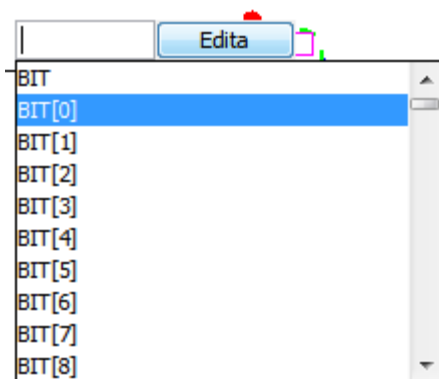 Edita
BIT
BIT[0]
BIT[1]
BIT[2]
BIT[3]
BIT[4]
BIT[5]
BIT[6]
BIT[7]
BIT[8]